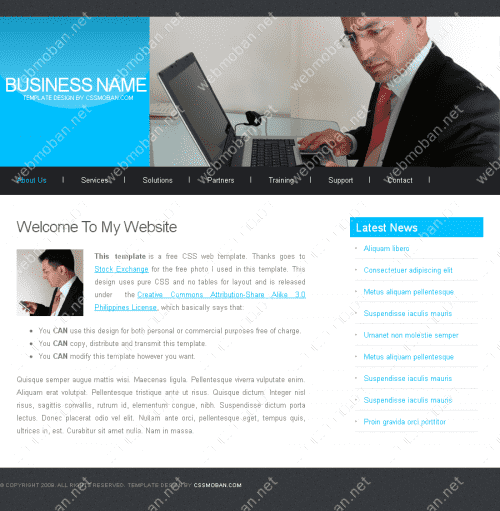 BUSINESS NAME
TEMPLATE DESIGN BY CSSMOBAN.COM
About Us | Services | Solutions | Partners | Training | Support | Contact |
Welcome To My Website
This template is a free CSS web template. Thanks goes to
Stock Exchange for the free photo I used in this template. This
design uses pure CSS and no tables for layout and is released
under the Creative Commons Attribution-Share Alike 3.0
Philippines License, which basically says that:
You CAN use this design for both personal or commercial purposes free of charge.
You CAN copy, distribute and transmit this template.
You CAN modify this template however you want.
Quisque semper augue mattis wisi. Maecenas ligula. Pellentesque viverra vulputate enim.
Aliquam erat volutpat. Pellentesque tristique ante ut risus. Quisque dictum. Integer nisl
risus, sagittis convallis, rutrum id, elementum congue, nibh. Suspendisse dictum porta
lectus. Donec placerat odio vel elit. Nullam ante orci, pellentesque eget, tempus quis,
ultrices in, est. Curabitur sit amet nulla. Nam in massa.
Latest News
Aliquam libero
Consectetuer adipiscing elit
Metus aliquam pellentesque
Suspendisse iaculis mauris
Urnanet non molestie semper
Metus aliquam pellentesque
Suspendisse iaculis mauris
Suspendisse iaculis mauris
Proin gravida orci porttitor
© COPYRIGHT 2009. ALL RIGHTS RESERVED. TEMPLATE DESIGN BY CSSMOBAN.COM
webmoban.net